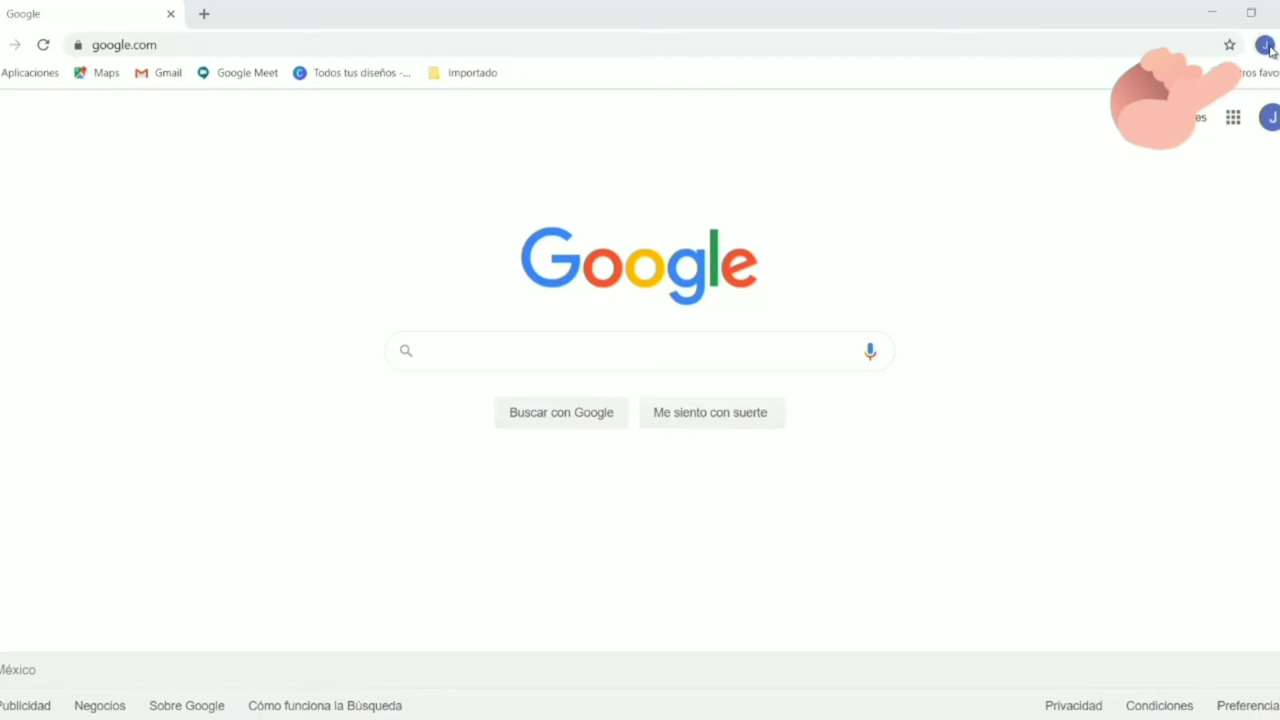 Google
google.com
J
Aplicaciones Maps Gmail Google Meet Todos tus diseños -... Importado
J
Google
Buscar con Google Me siento con suerte
México
Publicidad Negocios Sobre Google Cómo funciona la Búsqueda Privacidad Condiciones